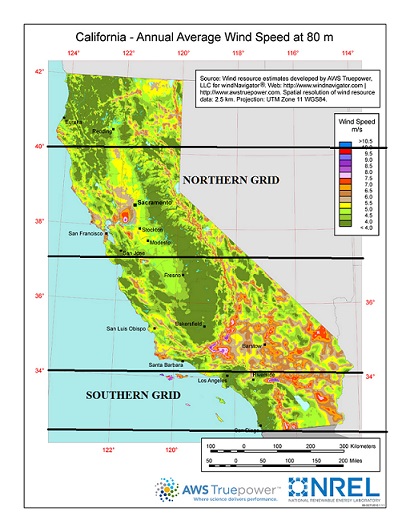 California - Annual Average Wind Speed at 80 m
124° 122° 120° 118° 116° 114°
42°
Source: Wind resource estimates developed by AWS Truepower,
LLC for windNavigator®. Web: http://www.windnavigator.com |
http://www.awstruepower.com. Spatial resolution of wind resource
data: 2.5 km. Projection: UTM Zone 11 WGS84.
Wind Speed
m/s
>10.5
9.5
9.0
8.5
8.0
7.5
7.0
6.5
6.0
5.5
5.0
4.5
4.0
< 4.0
Eureka
Redding
40°
NORTHERN GRID
Sacramento
38°
San Francisco
Stockton
Modesto
San Jose
Fresno
36°
36°
San Luis Obispo
Bakersfield
Barstow
Santa Barbara
34°
34°
Los Angeles
Riverside
SOUTHERN GRID
San Diego
122° 120°
100 0 100 200 300 Kilometers
50 0 50 100 150 200 Miles
AWS Truepower™
Where science delivers performance.
NREL
NATIONAL RENEWABLE ENERGY LABORATORY